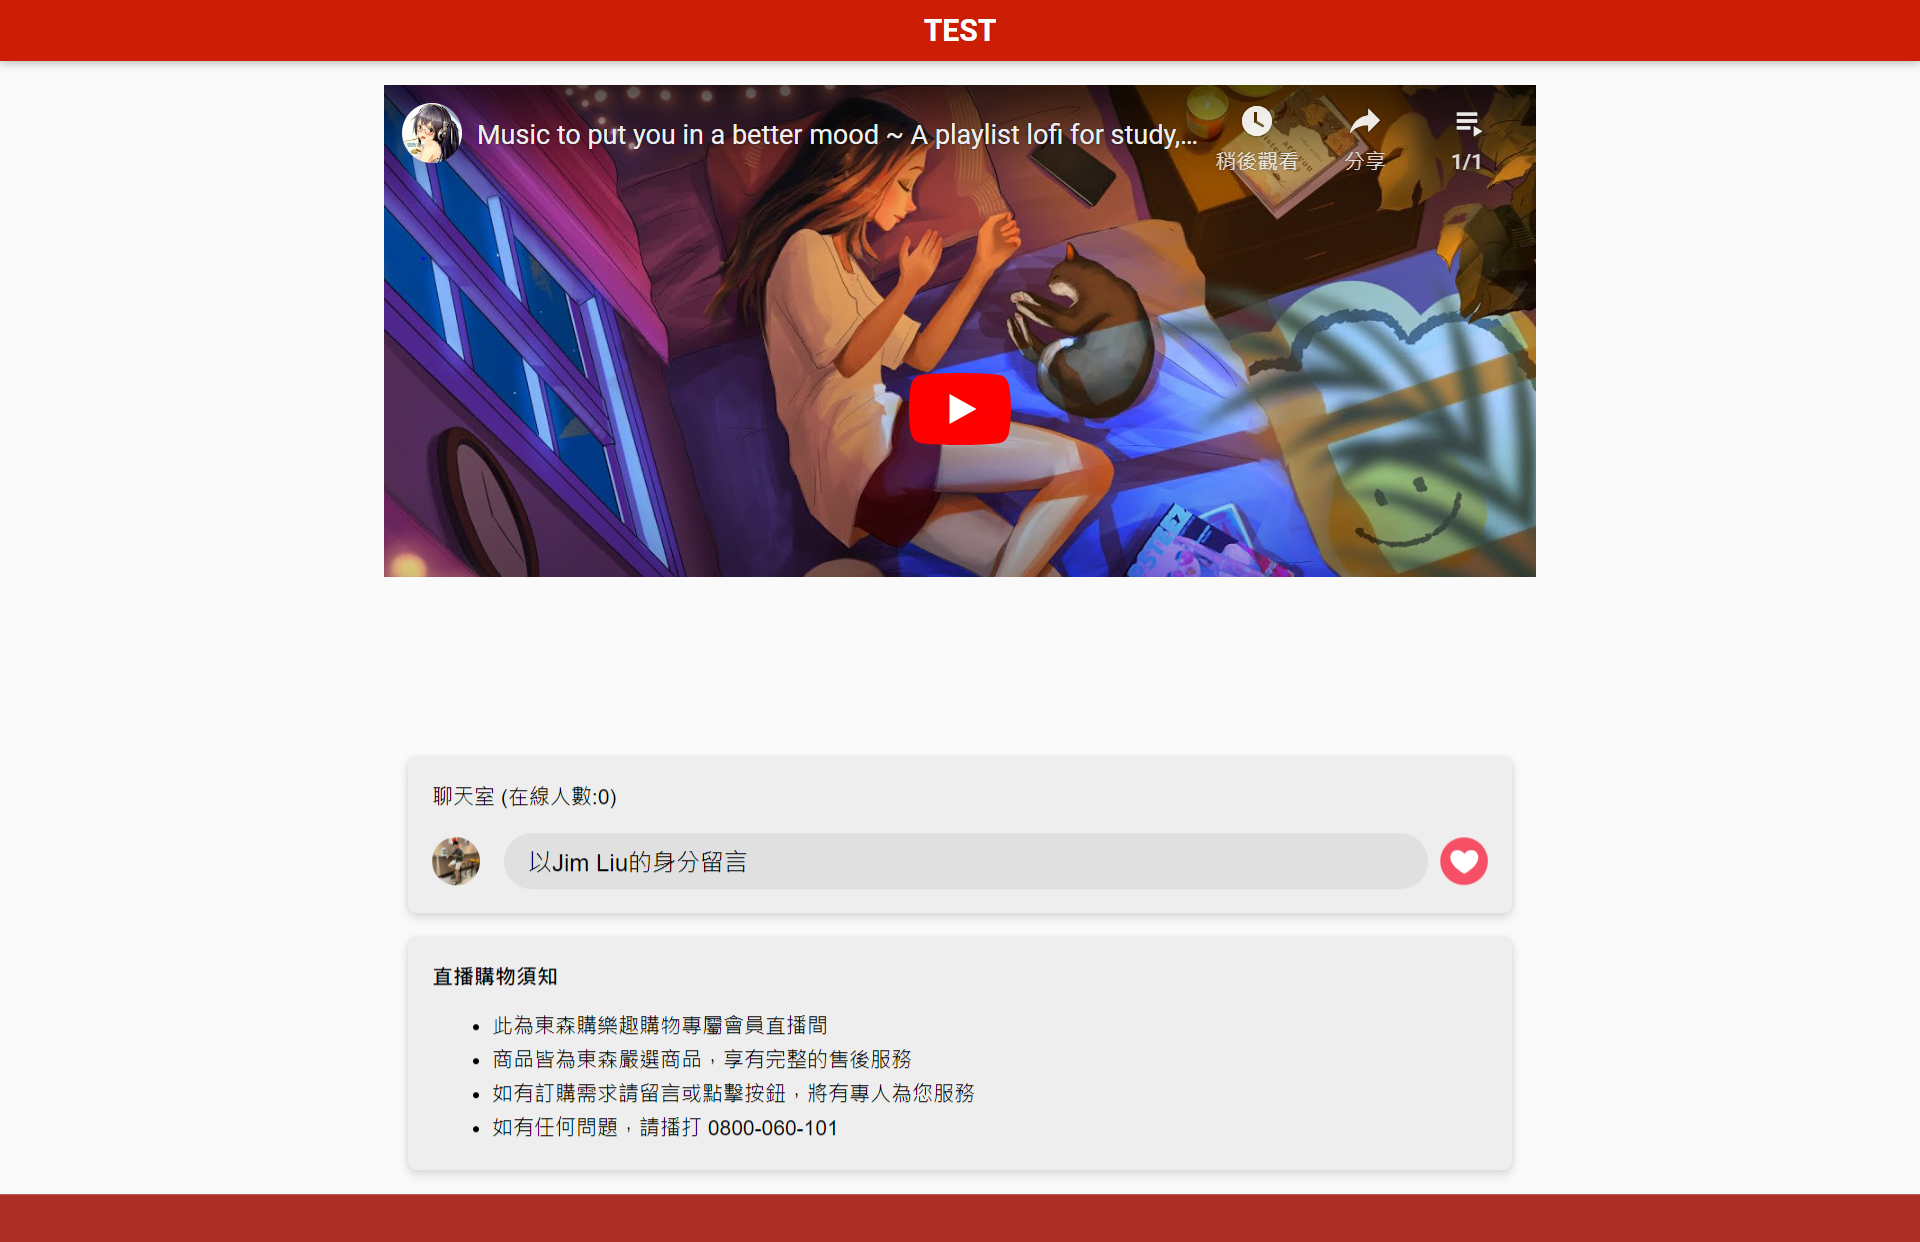 TEST
Music to put you in a better mood ~ A playlist lofi for study,...
稍後觀看
分享
1/1
聊天室 (在線人數:0)
以Jim Liu的身分留言
直播購物須知
此為東森購樂趣購物專屬會員直播間
商品皆為東森嚴選商品，享有完整的售後服務
如有訂購需求請留言或點擊按鈕，將有專人為您服務
如有任何問題，請播打 0800-060-101